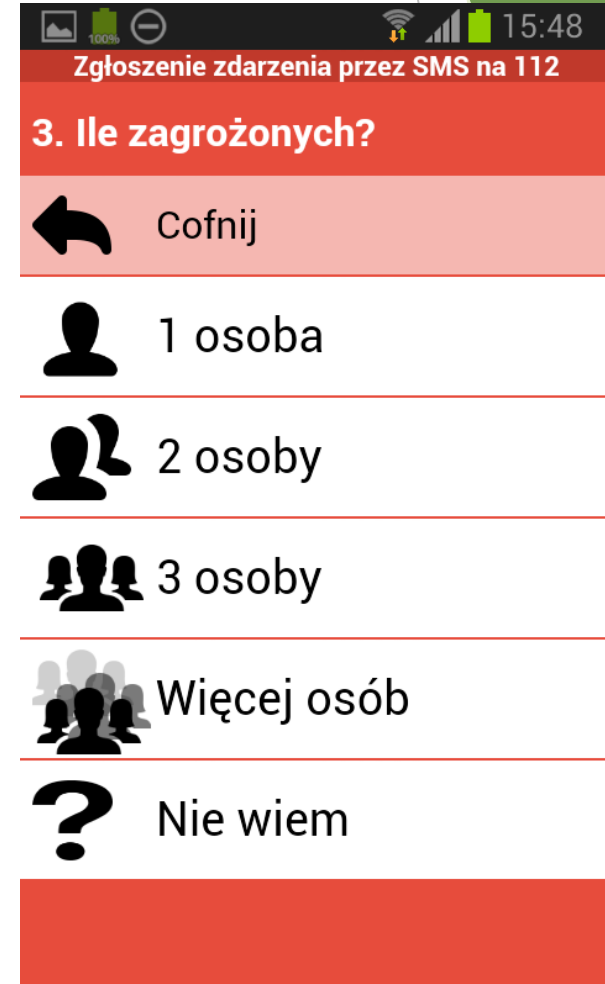 100%
15:48
Zgłoszenie zdarzenia przez SMS na 112
3. Ile zagrożonych?
Cofnij
1 osoba
2 osoby
3 osoby
Więcej osób
Nie wiem